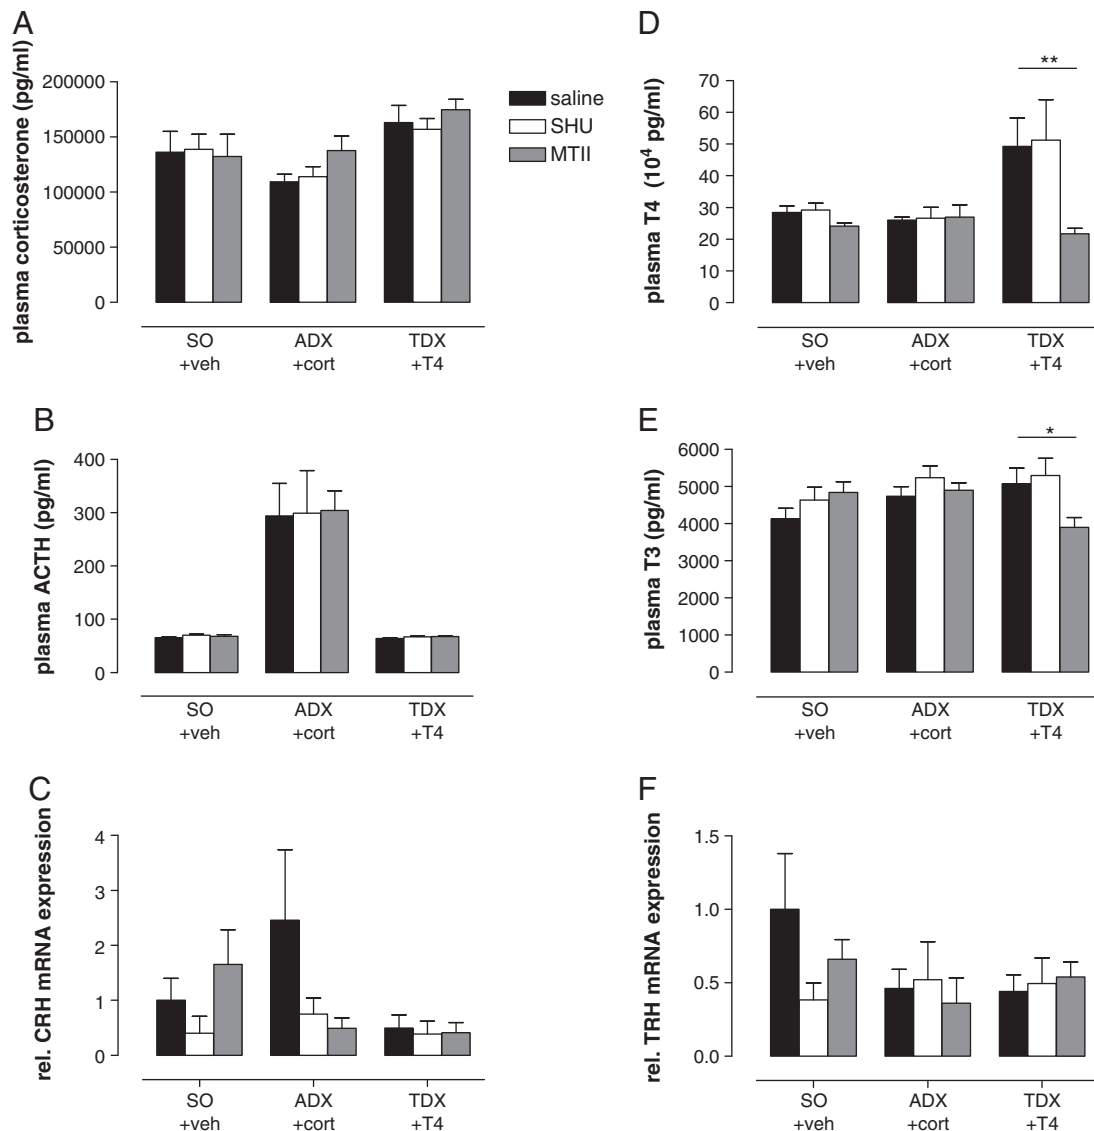 A
plasma corticosterone (pg/ml)
200000
150000
100000
50000
0
SO ADX TDX
+veh +cort +T4
saline
SHU
MTII
D
**
plasma T4 (10⁴ pg/ml)
70
60
50
40
30
20
10
0
SO ADX TDX
+veh +cort +T4
B
plasma ACTH (pg/ml)
400
300
200
100
0
SO ADX TDX
+veh +cort +T4
E
*
plasma T3 (pg/ml)
6000
5000
4000
3000
2000
1000
0
SO ADX TDX
+veh +cort +T4
C
rel. CRH mRNA expression
4
3
2
1
0
SO ADX TDX
+veh +cort +T4
F
rel. TRH mRNA expression
1.5
1.0
0.5
0.0
SO ADX TDX
+veh +cort +T4